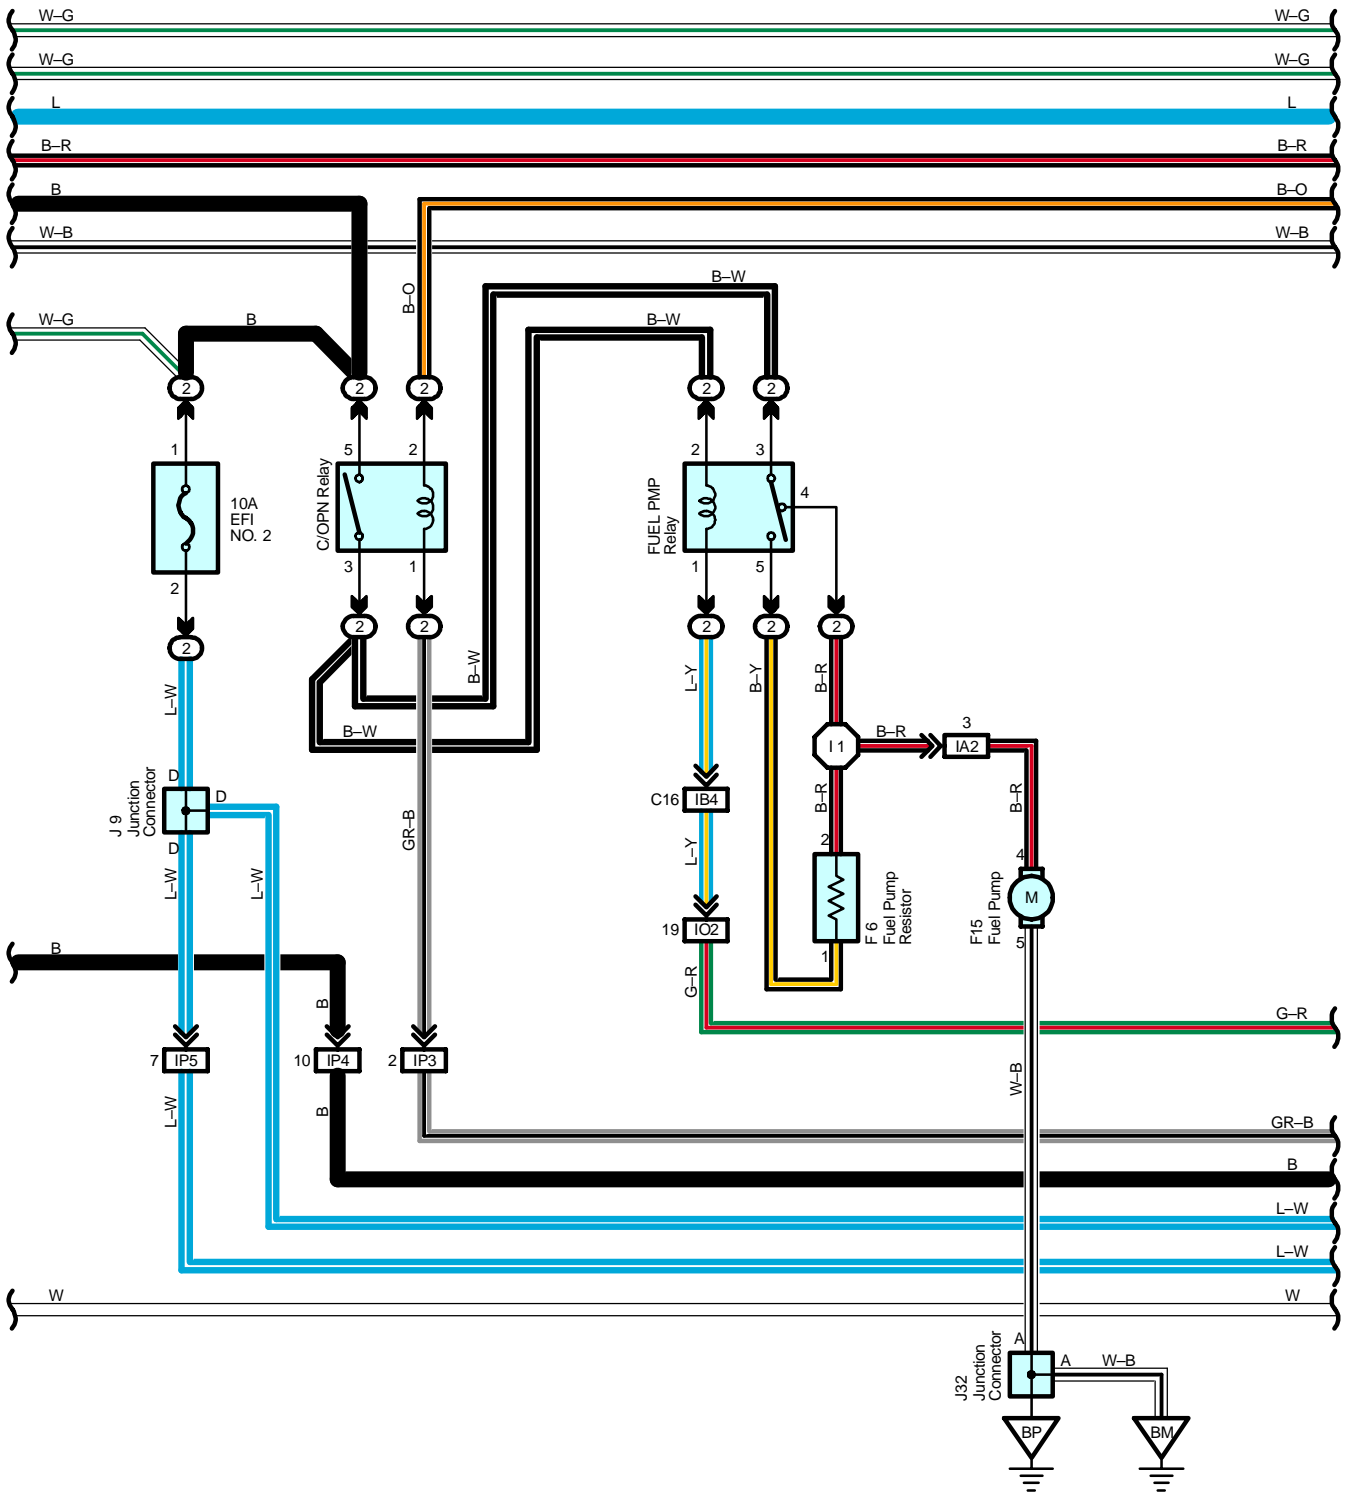 W–G
W–G
W–G
W–G
L
L
B–R
B–R
B
B–O
W–B
W–B
B–W
B–O
W–G
B
B–W
2
2
2
2
2
1
5
2
2
3
4
10A
EFI
NO. 2
C/OPN Relay
FUEL PMP
Relay
2
3
1
1
5
2
2
2
2
2
2
L–W
B–W
L–Y
B–Y
B–R
B–W
I 1
B–R
3
IA2
D
D
J 9
Junction
Connector
D
C16
IB4
B–R
B–R
GR–B
L–W
L–W
L–Y
2
4
F 6
Fuel Pump
Resistor
F15
Fuel Pump
M
19
IO2
1
5
B
G–R
B
G–R
7
IP5
10
IP4
2
IP3
W–B
L–W
B
GR–B
B
L–W
L–W
W
W
A
J32
Junction
Connector
A
W–B
BP
BM